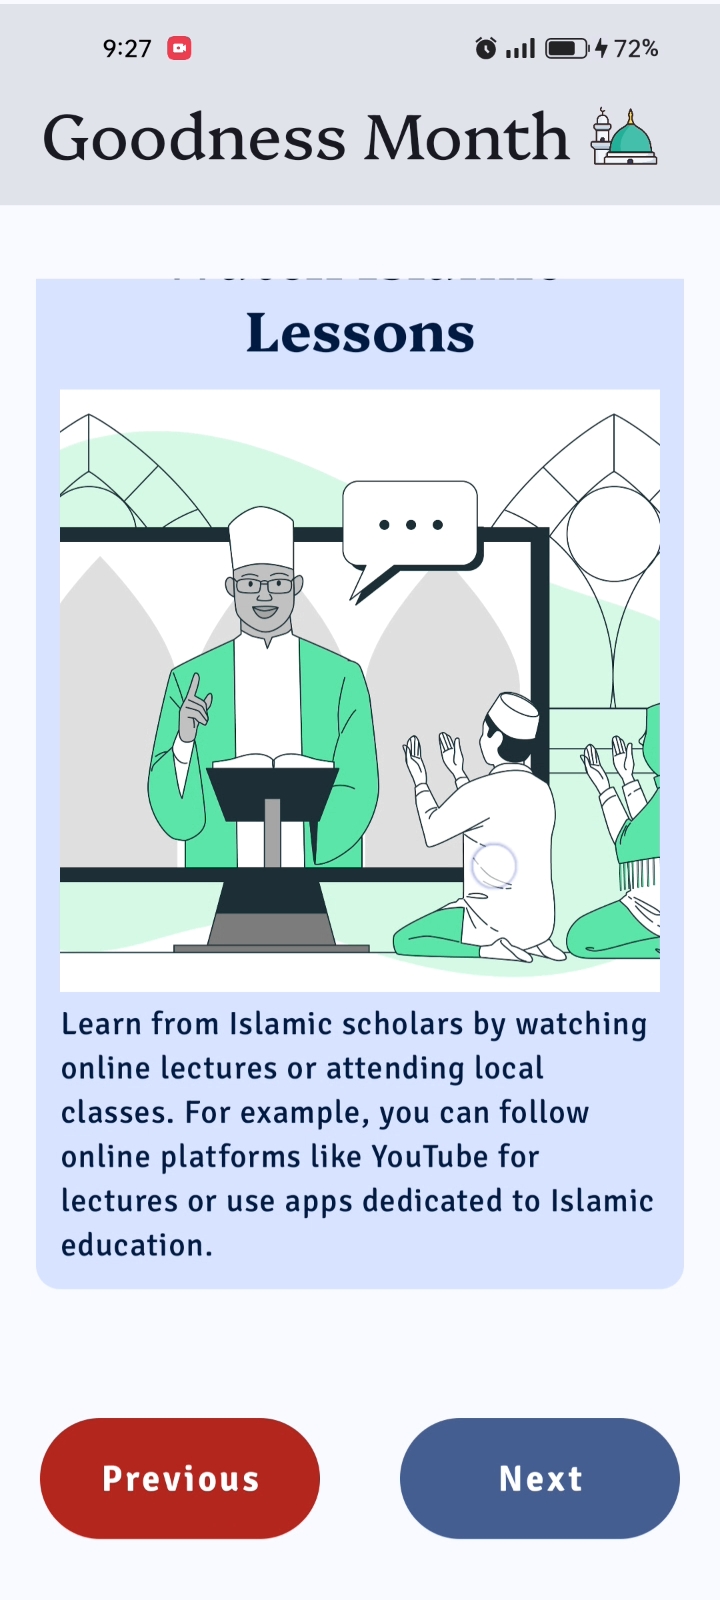 9:27
72%
Goodness Month
Lessons
Learn from Islamic scholars by watching
online lectures or attending local
classes. For example, you can follow
online platforms like YouTube for
lectures or use apps dedicated to Islamic
education.
Previous
Next